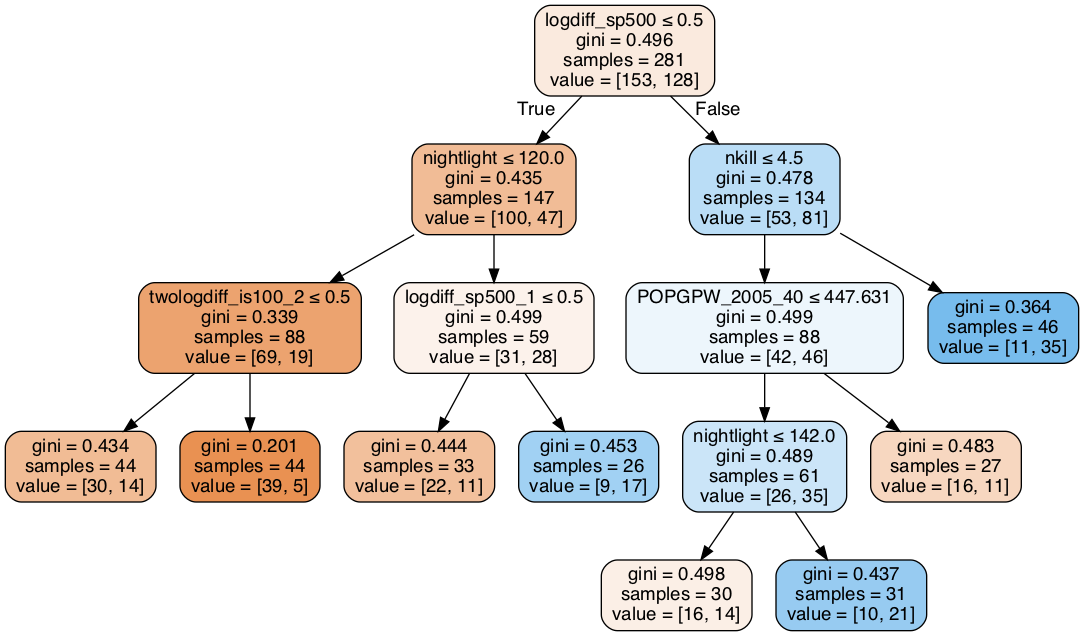 logdiff_sp500 ≤ 0.5
gini = 0.496
samples = 281
value = [153, 128]
True
False
nightlight ≤ 120.0
gini = 0.435
samples = 147
value = [100, 47]
nkill ≤ 4.5
gini = 0.478
samples = 134
value = [53, 81]
twologdiff_is100_2 ≤ 0.5
gini = 0.339
samples = 88
value = [69, 19]
logdiff_sp500_1 ≤ 0.5
gini = 0.499
samples = 59
value = [31, 28]
POPGPW_2005_40 ≤ 447.631
gini = 0.499
samples = 88
value = [42, 46]
gini = 0.364
samples = 46
value = [11, 35]
gini = 0.434
samples = 44
value = [30, 14]
gini = 0.201
samples = 44
value = [39, 5]
gini = 0.444
samples = 33
value = [22, 11]
gini = 0.453
samples = 26
value = [9, 17]
nightlight ≤ 142.0
gini = 0.489
samples = 61
value = [26, 35]
gini = 0.483
samples = 27
value = [16, 11]
gini = 0.498
samples = 30
value = [16, 14]
gini = 0.437
samples = 31
value = [10, 21]